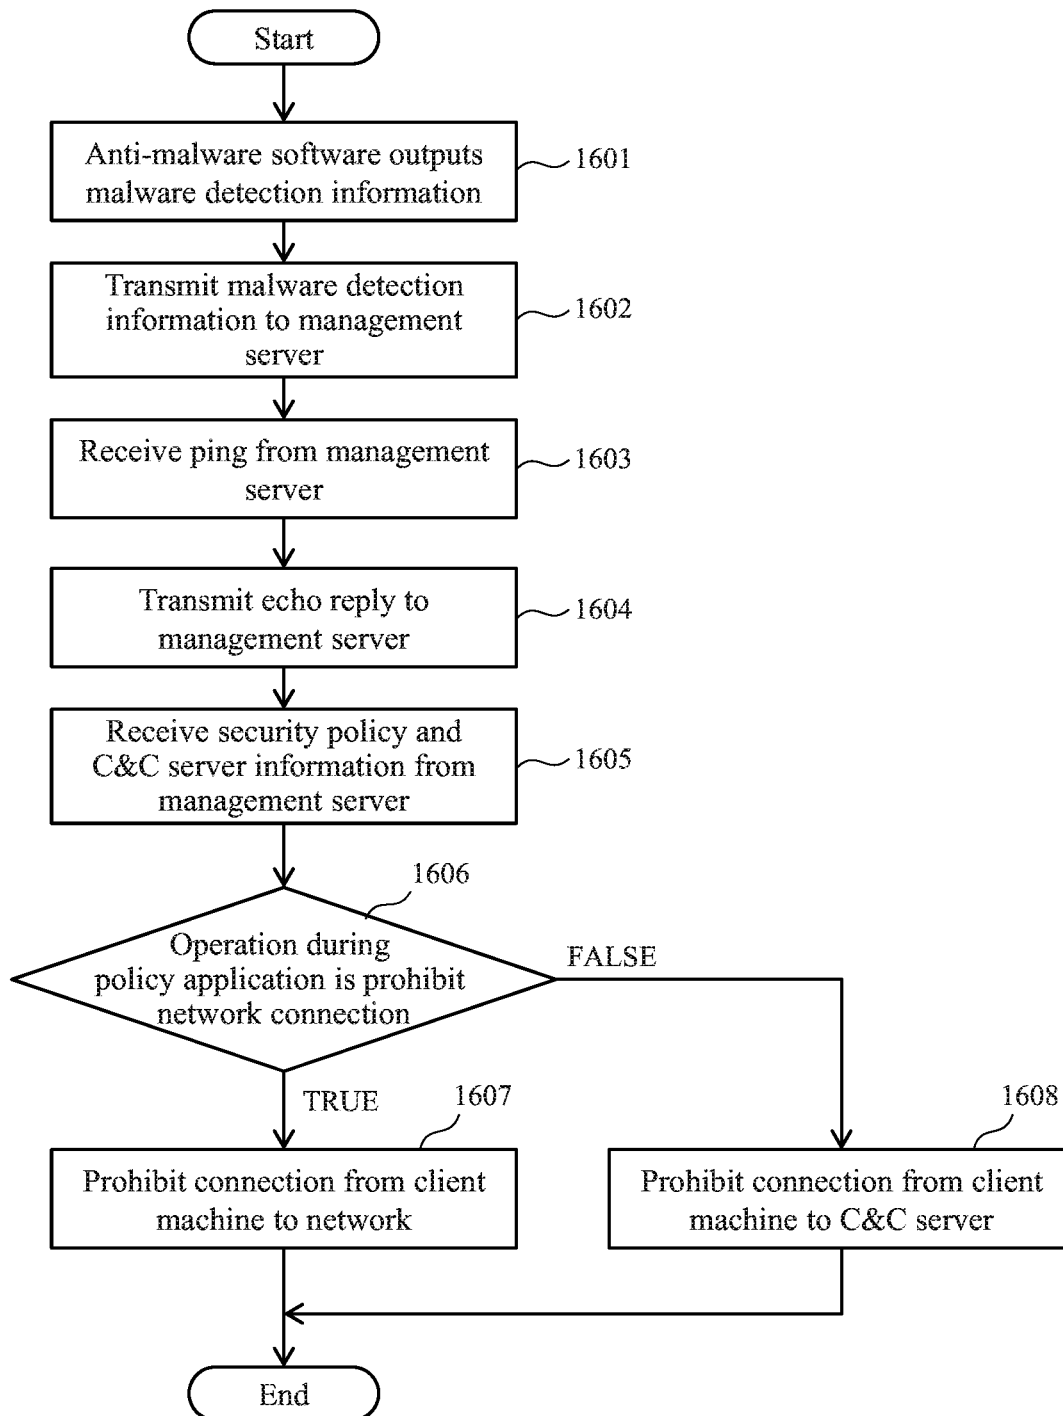 Start
Anti-malware software outputs
malware detection information
1601
Transmit malware detection
information to management
server
1602
Receive ping from management
server
1603
Transmit echo reply to
management server
1604
Receive security policy and
C&C server information from
management server
1605
1606
Operation during
policy application is prohibit
network connection
FALSE
TRUE
1607
Prohibit connection from client
machine to network
1608
Prohibit connection from client
machine to C&C server
End